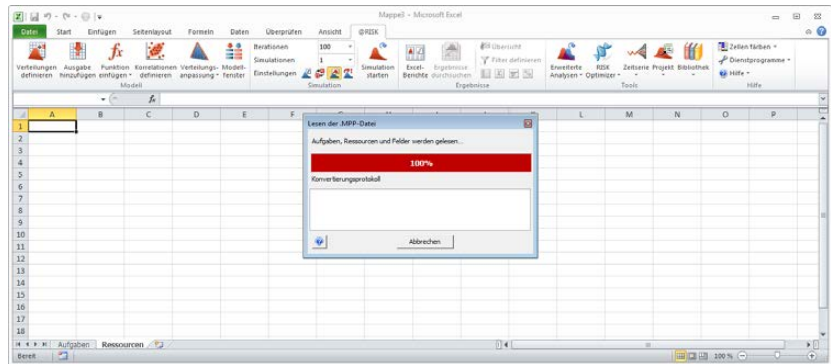 Mappe1 - Microsoft Excel
Datei Start Einfügen Seitenlayout Formeln Daten Überprüfen Ansicht @RISK
Verteilungen definieren
Ausgabe hinzufügen
Funktion einfügen
Korrelationen definieren
Verteilungs-anpassung
Modell-fenster
Iterationen 100
Simulationen 1
Einstellungen
Simulation starten
Excel-Berichte
Ergebnisse durchsuchen
Übersicht
Filter definieren
Erweiterte Analysen
RISK Optimizer
Zeitserie
Projekt
Bibliothek
Zellen färben
Dienstprogramme
Hilfe
Modell Simulation Ergebnisse Tools Hilfe
fx
A B C D E F L M N O P
1
2
3
4
5
6
7
8
9
10
11
12
13
14
15
16
17
18
Lesen der .MPP-Datei
Aufgaben, Ressourcen und Felder werden gelesen...
100%
Konvertierungsprotokoll
Abbrechen
Aufgaben Ressourcen
Bereit 100 %